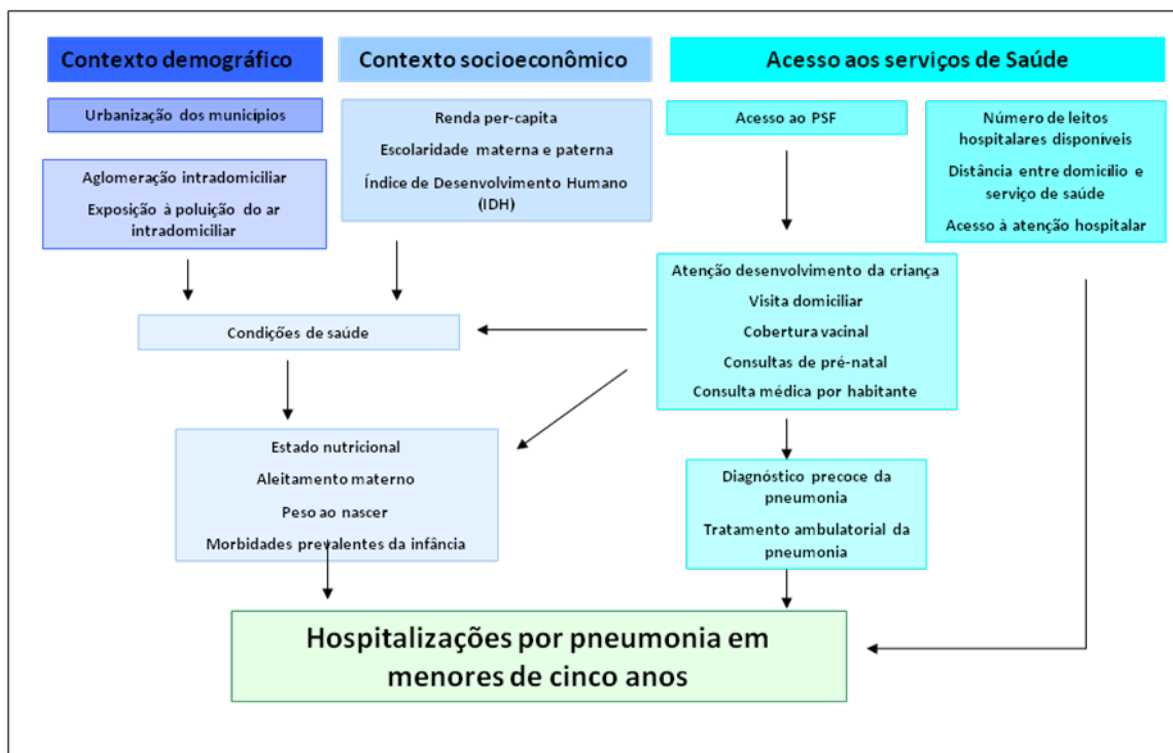 Contexto demográfico
Urbanização dos municípios
Aglomeração intradomiciliar
Exposição à poluição do ar
intradomiciliar
Contexto socioeconômico
Renda per-capita
Escolaridade materna e paterna
Índice de Desenvolvimento Humano
(IDH)
Acesso aos serviços de Saúde
Acesso ao PSF
Número de leitos
hospitalares disponíveis
Distância entre domicílio e
serviço de saúde
Acesso à atenção hospitalar
Atenção desenvolvimento da criança
Visita domiciliar
Cobertura vacinal
Consultas de pré-natal
Consulta médica por habitante
Condições de saúde
Estado nutricional
Aleitamento materno
Peso ao nascer
Morbidades prevalentes da infância
Diagnóstico precoce da
pneumonia
Tratamento ambulatorial da
pneumonia
Hospitalizações por pneumonia em
menores de cinco anos